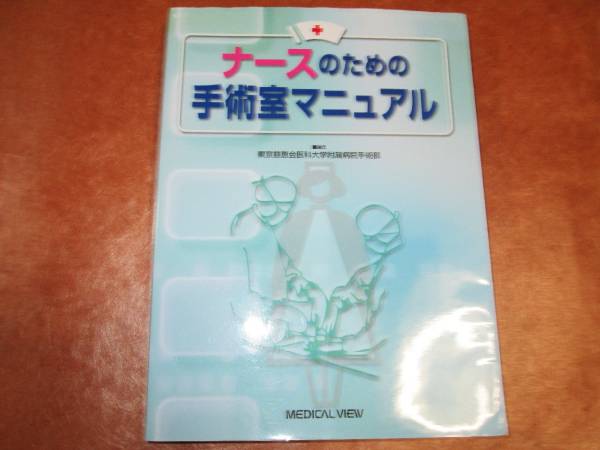 ナースのための
手術室マニュアル
東京慈恵会医科大学附属病院手術部
MEDICAL VIEW